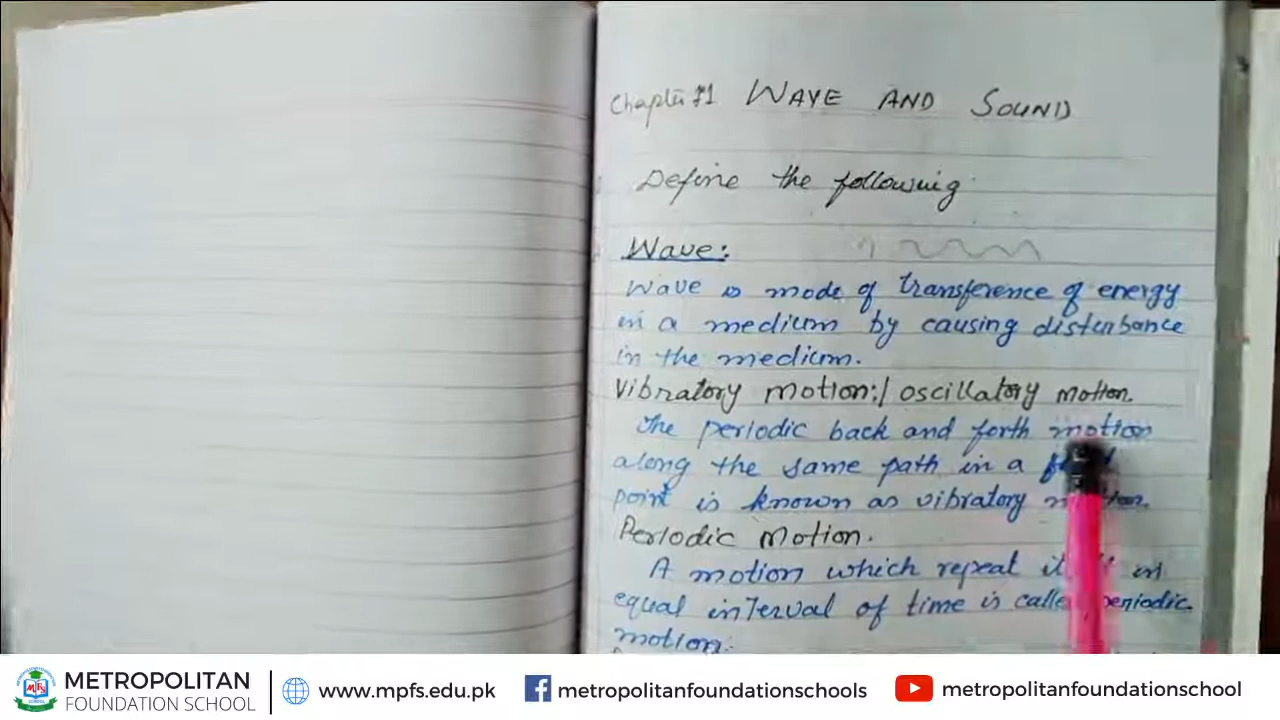 Chapter 11 WAVE AND SOUND
Define the following
Wave:
Wave is mode of transference of energy
in a medium by causing disturbance
in the medium.
Vibratory motion:/ oscillatory motion.
The periodic back and forth motion
along the same path in a
point is known as vibratory
Periodic Motion.
A motion which repeat in
equal interval of time is called periodic
motion.
METROPOLITAN
FOUNDATION SCHOOL
www.mpfs.edu.pk
metropolitanfoundationschools
metropolitanfoundationschool